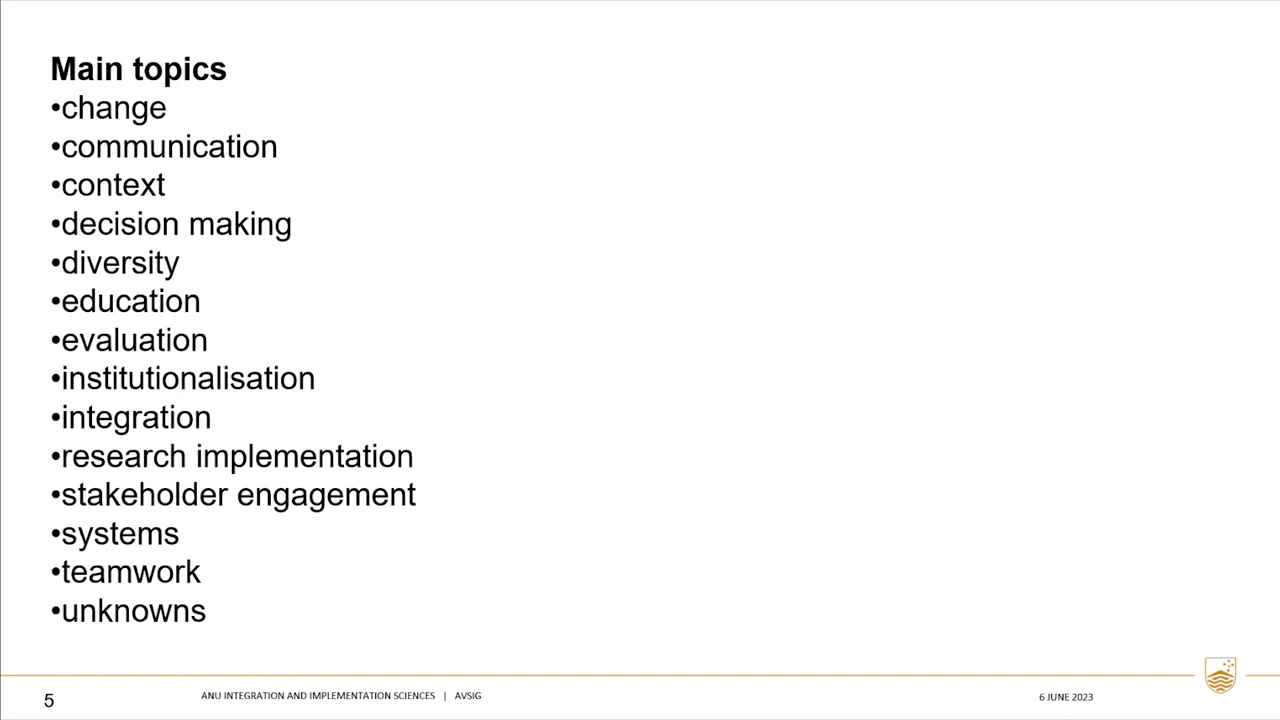 Main topics
•change
•communication
•context
•decision making
•diversity
•education
•evaluation
•institutionalisation
•integration
•research implementation
•stakeholder engagement
•systems
•teamwork
•unknowns
5
ANU INTEGRATION AND IMPLEMENTATION SCIENCES | AVSIG
6 JUNE 2023